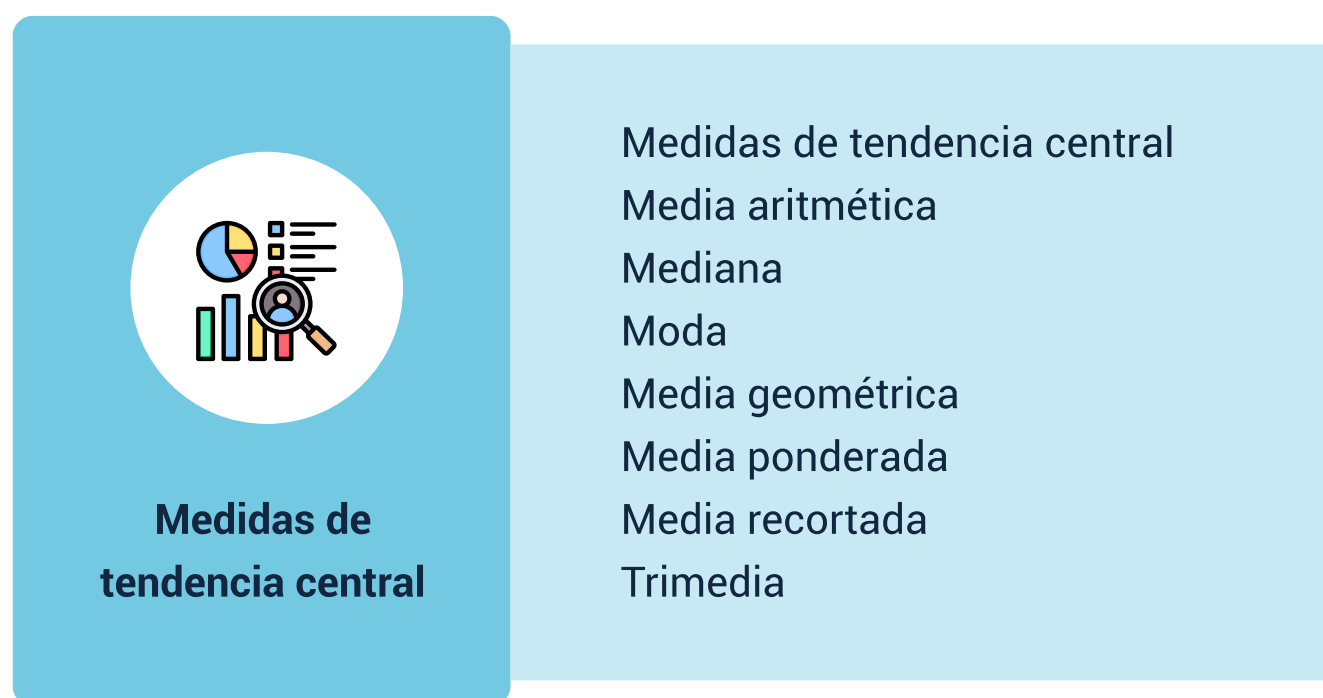 Medidas de
tendencia central
Medidas de tendencia central
Media aritmética
Mediana
Moda
Media geométrica
Media ponderada
Media recortada
Trimedia